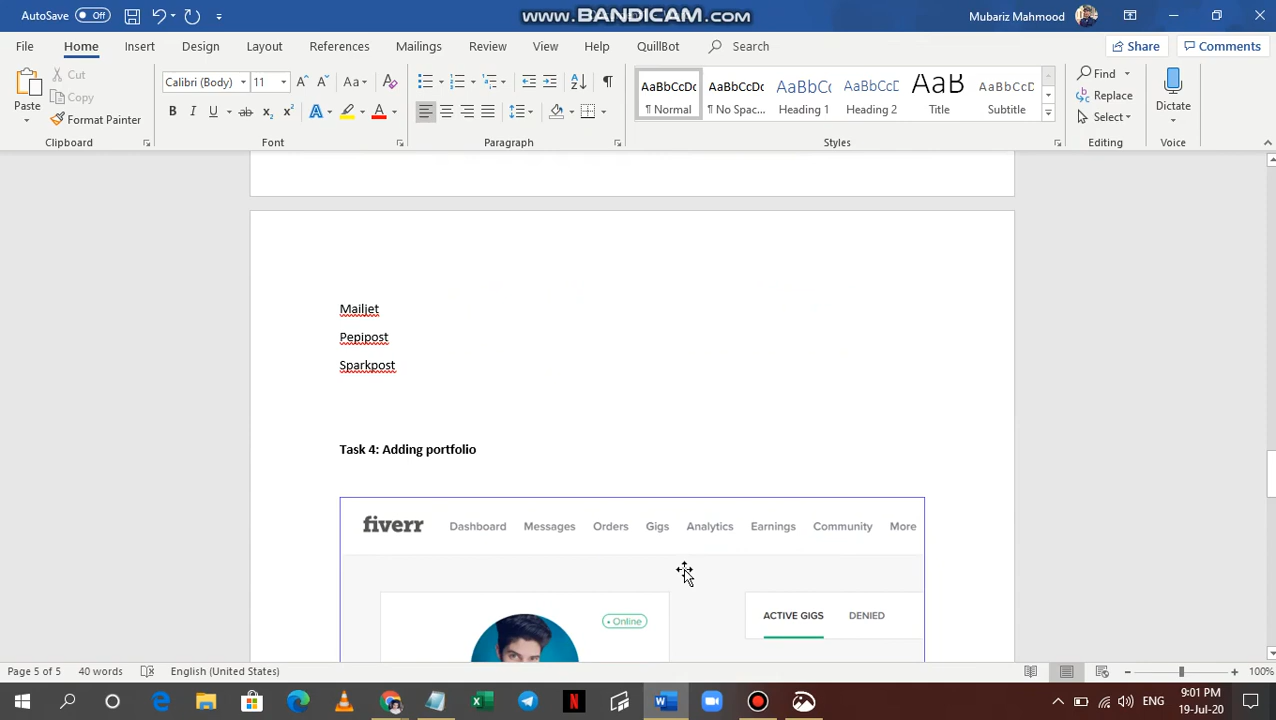 AutoSave Off www.BANDICAM.com Mubariz Mahmood
File Home Insert Design Layout References Mailings Review View Help QuillBot Search Share Comments
Paste Cut Copy Format Painter
Calibri (Body) 11
AaBbCcDc AaBbCcDc AaBbCc AaBbCcD AaB AaBbCcD
¶ Normal ¶ No Spac... Heading 1 Heading 2 Title Subtitle
Find Replace Select Dictate
Clipboard Font Paragraph Styles Editing Voice
Mailjet
Pepipost
Sparkpost
Task 4: Adding portfolio
fiverr Dashboard Messages Orders Gigs Analytics Earnings Community More
• Online ACTIVE GIGS DENIED
Page 5 of 5 40 words English (United States) 100%
ENG 9:01 PM
19-Jul-20